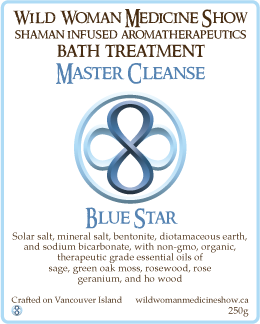 Wild Woman Medicine Show
shaman infused aromatherapeutics
bath treatment
Master Cleanse
Blue Star
Solar salt, mineral salt, bentonite, diotamaceous earth,
and sodium bicarbonate, with non-gmo, organic,
therapeutic grade essential oils of
sage, green oak moss, rosewood, rose
geranium, and ho wood
Crafted on Vancouver Island wildwomanmedicineshow.ca
250g